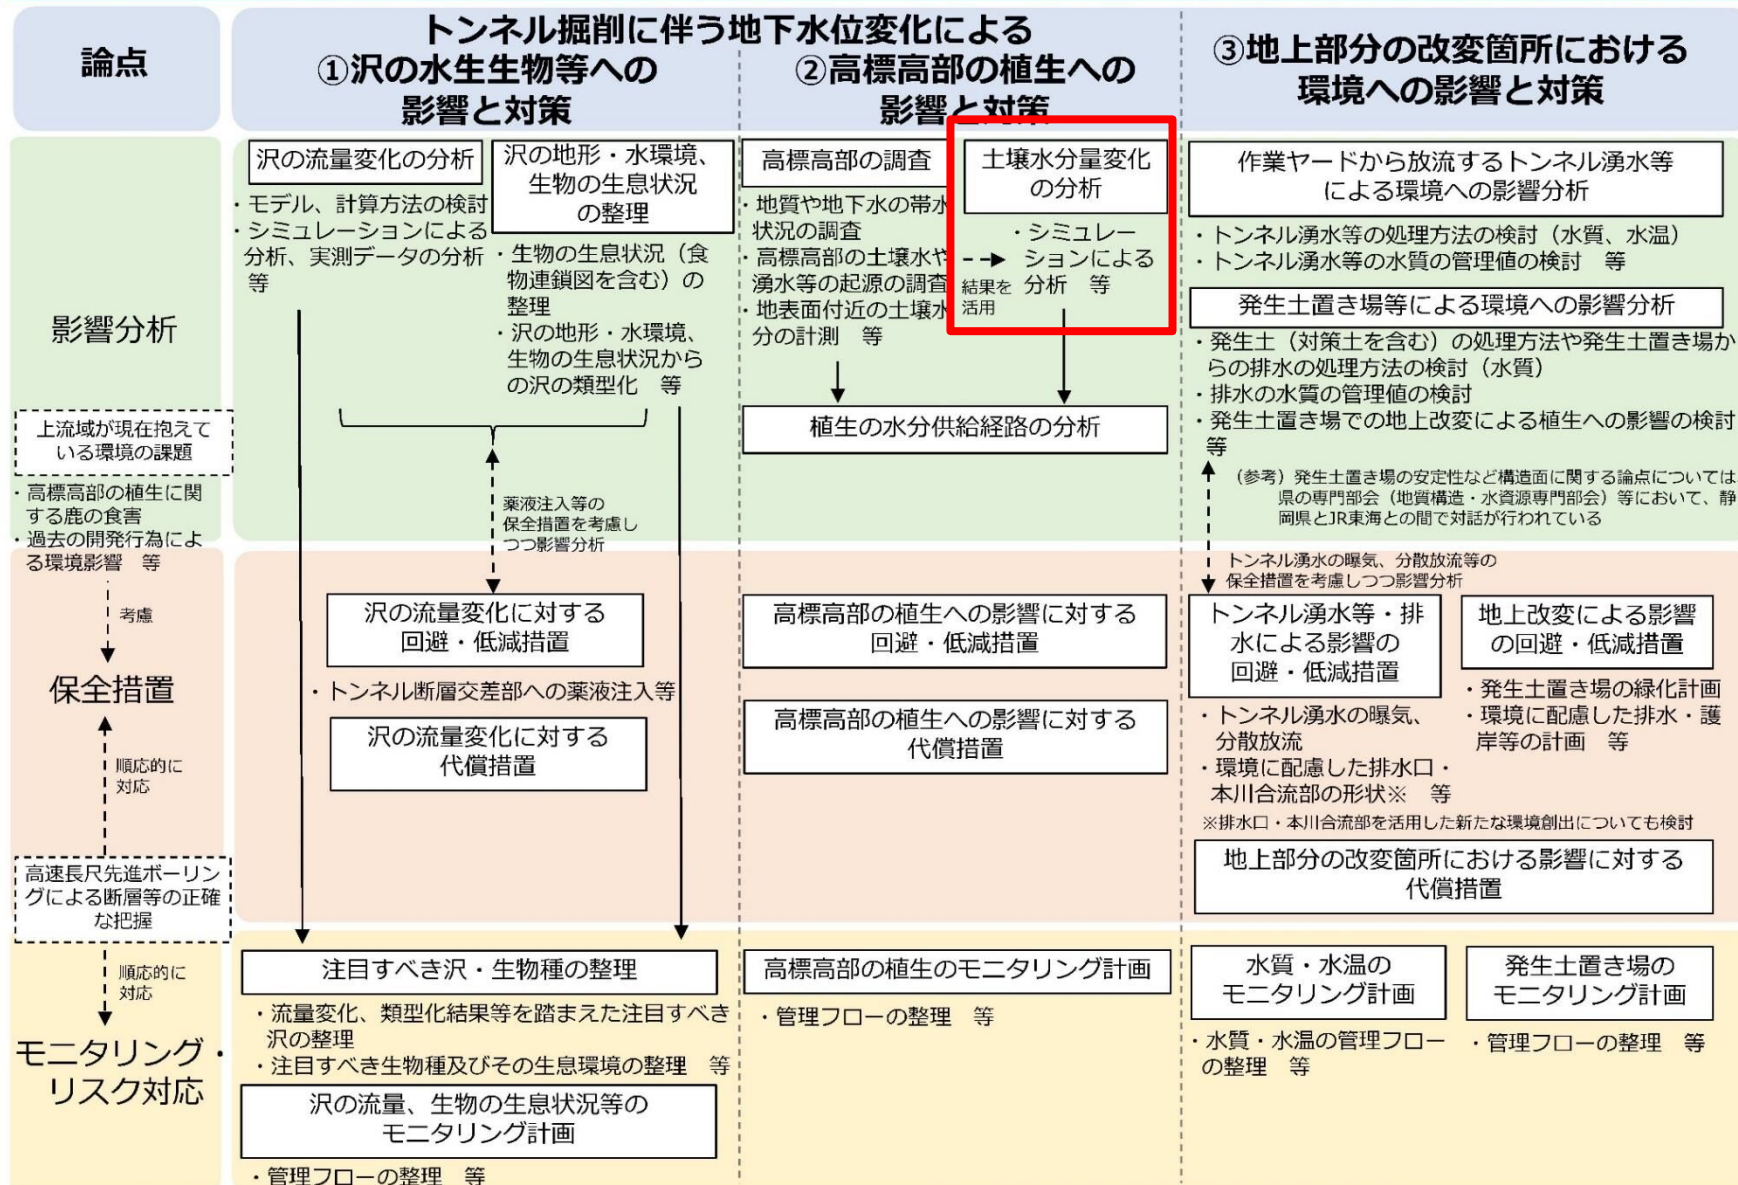 論点
トンネル掘削に伴う地下水位変化による
①沢の水生生物等への
影響と対策
②高標高部の植生への
影響と対策
③地上部分の改変箇所における
環境への影響と対策
影響分析
上流域が現在抱えて
いる環境の課題
・高標高部の植生に関
する鹿の食害
・過去の開発行為によ
る環境影響　等
考慮
保全措置
順応的に
対応
高速長尺先進ボーリン
グによる断層等の正確
な把握
順応的に
対応
モニタリング・
リスク対応
沢の流量変化の分析
・モデル、計算方法の検討
・シミュレーションによる
分析、実測データの分析
等
沢の地形・水環境、
生物の生息状況
の整理
・生物の生息状況（食
物連鎖図を含む）の
整理
・沢の地形・水環境、
生物の生息状況から
の沢の類型化　等
薬液注入等の
保全措置を考慮し
つつ影響分析
沢の流量変化に対する
回避・低減措置
・トンネル断層交差部への薬液注入等
沢の流量変化に対する
代償措置
注目すべき沢・生物種の整理
・流量変化、類型化結果等を踏まえた注目すべき
沢の整理
・注目すべき生物種及びその生息環境の整理　等
沢の流量、生物の生息状況等の
モニタリング計画
・管理フローの整理　等
高標高部の調査
・地質や地下水の帯水
状況の調査
・高標高部の土壌水や
湧水等の起源の調査
・地表面付近の土壌水
分の計測　等
土壌水分量変化
の分析
・シミュレー
ションによる
分析　等
結果を
活用
植生の水分供給経路の分析
高標高部の植生への影響に対する
回避・低減措置
高標高部の植生への影響に対する
代償措置
高標高部の植生のモニタリング計画
・管理フローの整理　等
作業ヤードから放流するトンネル湧水等
による環境への影響分析
・トンネル湧水等の処理方法の検討（水質、水温）
・トンネル湧水等の水質の管理値の検討　等
発生土置き場等による環境への影響分析
・発生土（対策土を含む）の処理方法や発生土置き場か
らの排水の処理方法の検討（水質）
・排水の水質の管理値の検討
・発生土置き場での地上改変による植生への影響の検討
等
（参考）発生土置き場の安定性など構造面に関する論点については、
県の専門部会（地質構造・水資源専門部会）等において、静
岡県とJR東海との間で対話が行われている
トンネル湧水の曝気、分散放流等の
保全措置を考慮しつつ影響分析
トンネル湧水等・排
水による影響の
回避・低減措置
・トンネル湧水の曝気、
分散放流
・環境に配慮した排水口・
本川合流部の形状※　等
地上改変による影響
の回避・低減措置
・発生土置き場の緑化計画
・環境に配慮した排水・護
岸等の計画　等
※排水口・本川合流部を活用した新たな環境創出についても検討
地上部分の改変箇所における影響に対する
代償措置
水質・水温の
モニタリング計画
・水質・水温の管理フロー
の整理　等
発生土置き場の
モニタリング計画
・管理フローの整理　等